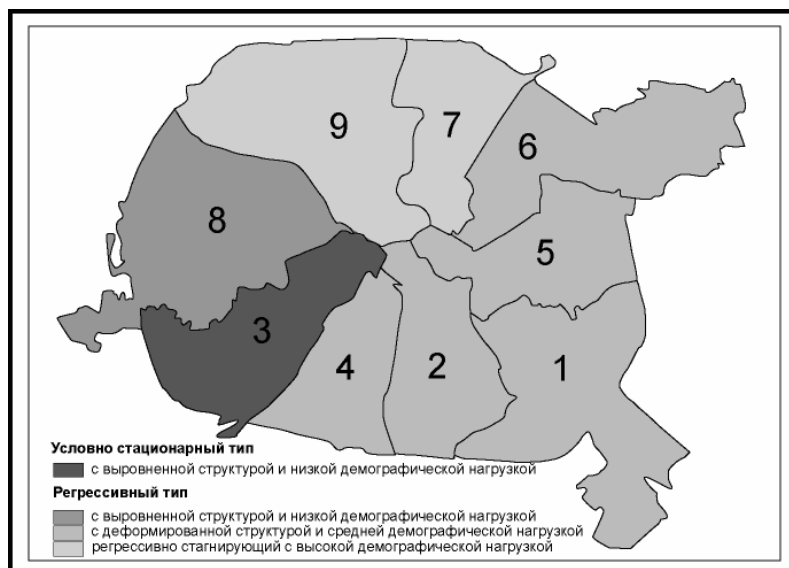 9
7
6
8
5
3
4
2
1
Условно стационарный тип
с выровненной структурой и низкой демографической нагрузкой
Регрессивный тип
с выровненной структурой и низкой демографической нагрузкой
с деформированной структурой и средней демографической нагрузкой
регрессивно стагнирующий с высокой демографической нагрузкой